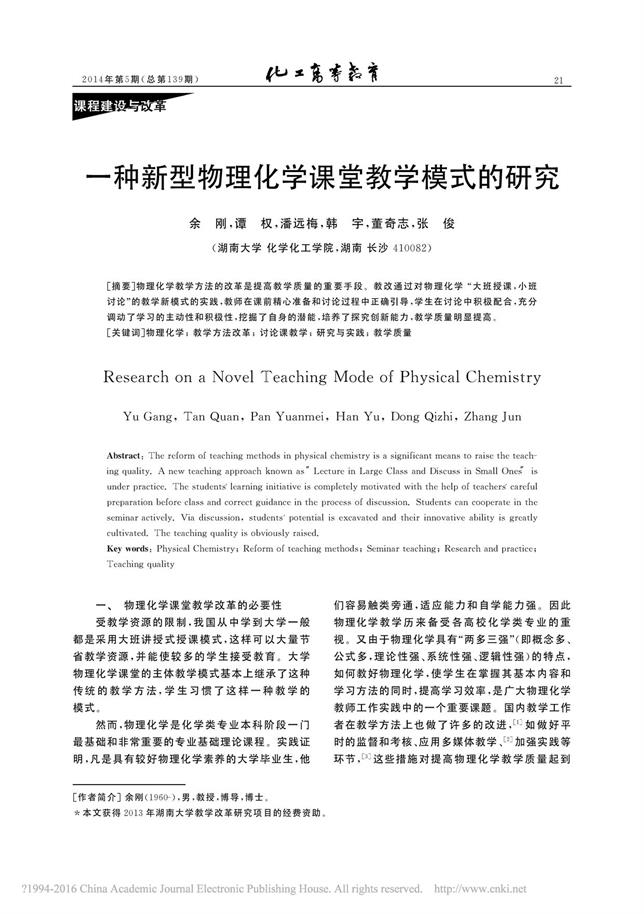 2014年第5期(总第139期)
化工高等教育
21
课程建设与改革
一种新型物理化学课堂教学模式的研究
余　刚,谭　权,潘远梅,韩　宇,董奇志,张　俊
(湖南大学 化学化工学院,湖南 长沙 410082)
[摘要]物理化学教学方法的改革是提高教学质量的重要手段。教改通过对物理化学 “大班授课,小班
讨论”的教学新模式的实践,教师在课前精心准备和讨论过程中正确引导,学生在讨论中积极配合,充分
调动了学习的主动性和积极性,挖掘了自身的潜能,培养了探究创新能力,教学质量明显提高。
[关键词]物理化学; 教学方法改革; 讨论课教学; 研究与实践; 教学质量
Research on a Novel Teaching Mode of Physical Chemistry
Yu Gang, Tan Quan, Pan Yuanmei, Han Yu, Dong Qizhi, Zhang Jun
Abstract: The reform of teaching methods in physical chemistry is a significant means to raise the teach-
ing quality. A new teaching approach known as" Lecture in Large Class and Discuss in Small Ones" is
under practice. The students' learning initiative is completely motivated with the help of teachers' careful
preparation before class and correct guidance in the process of discussion. Students can cooperate in the
seminar actively. Via discussion, students' potential is excavated and their innovative ability is greatly
cultivated. The teaching quality is obviously raised.
Key words: Physical Chemistry; Reform of teaching methods; Seminar teaching; Research and practice;
Teaching quality
一、 物理化学课堂教学改革的必要性
受教学资源的限制,我国从中学到大学一般
都是采用大班讲授式授课模式,这样可以大量节
省教学资源,并能使较多的学生接受教育。大学
物理化学课堂的主体教学模式基本上继承了这种
传统的教学方法,学生习惯了这样一种教学的
模式。
然而,物理化学是化学类专业本科阶段一门
最基础和非常重要的专业基础理论课程。实践证
明,凡是具有较好物理化学素养的大学毕业生,他
们容易触类旁通,适应能力和自学能力强。因此
物理化学教学历来备受各高校化学类专业的重
视。又由于物理化学具有“两多三强”(即概念多、
公式多,理论性强、系统性强、逻辑性强)的特点,
如何教好物理化学,使学生在掌握其基本内容和
学习方法的同时,提高学习效率,是广大物理化学
教师工作实践中的一个重要课题。国内教学工作
者在教学方法上也做了许多的改进,[1]如做好平
时的监督和考核、应用多媒体教学、[2]加强实践等
环节,[3]这些措施对提高物理化学教学质量起到
[作者简介] 余刚(1960-),男,教授,博导,博士。
*本文获得 2013 年湖南大学教学改革研究项目的经费资助。
?1994-2016 China Academic Journal Electronic Publishing House. All rights reserved. http://www.cnki.net